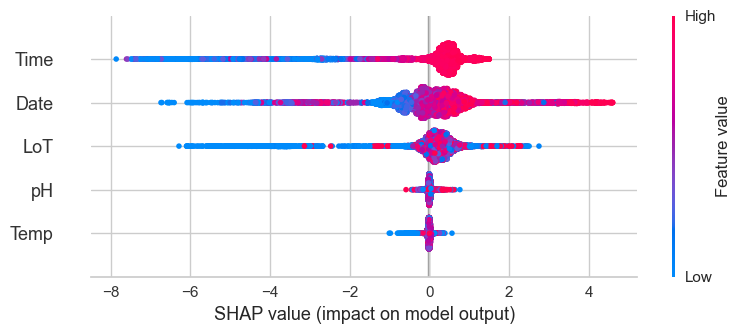 High
Time
Date
LoT
pH
Temp
Feature value
Low
−8 −6 −4 −2 0 2 4
SHAP value (impact on model output)